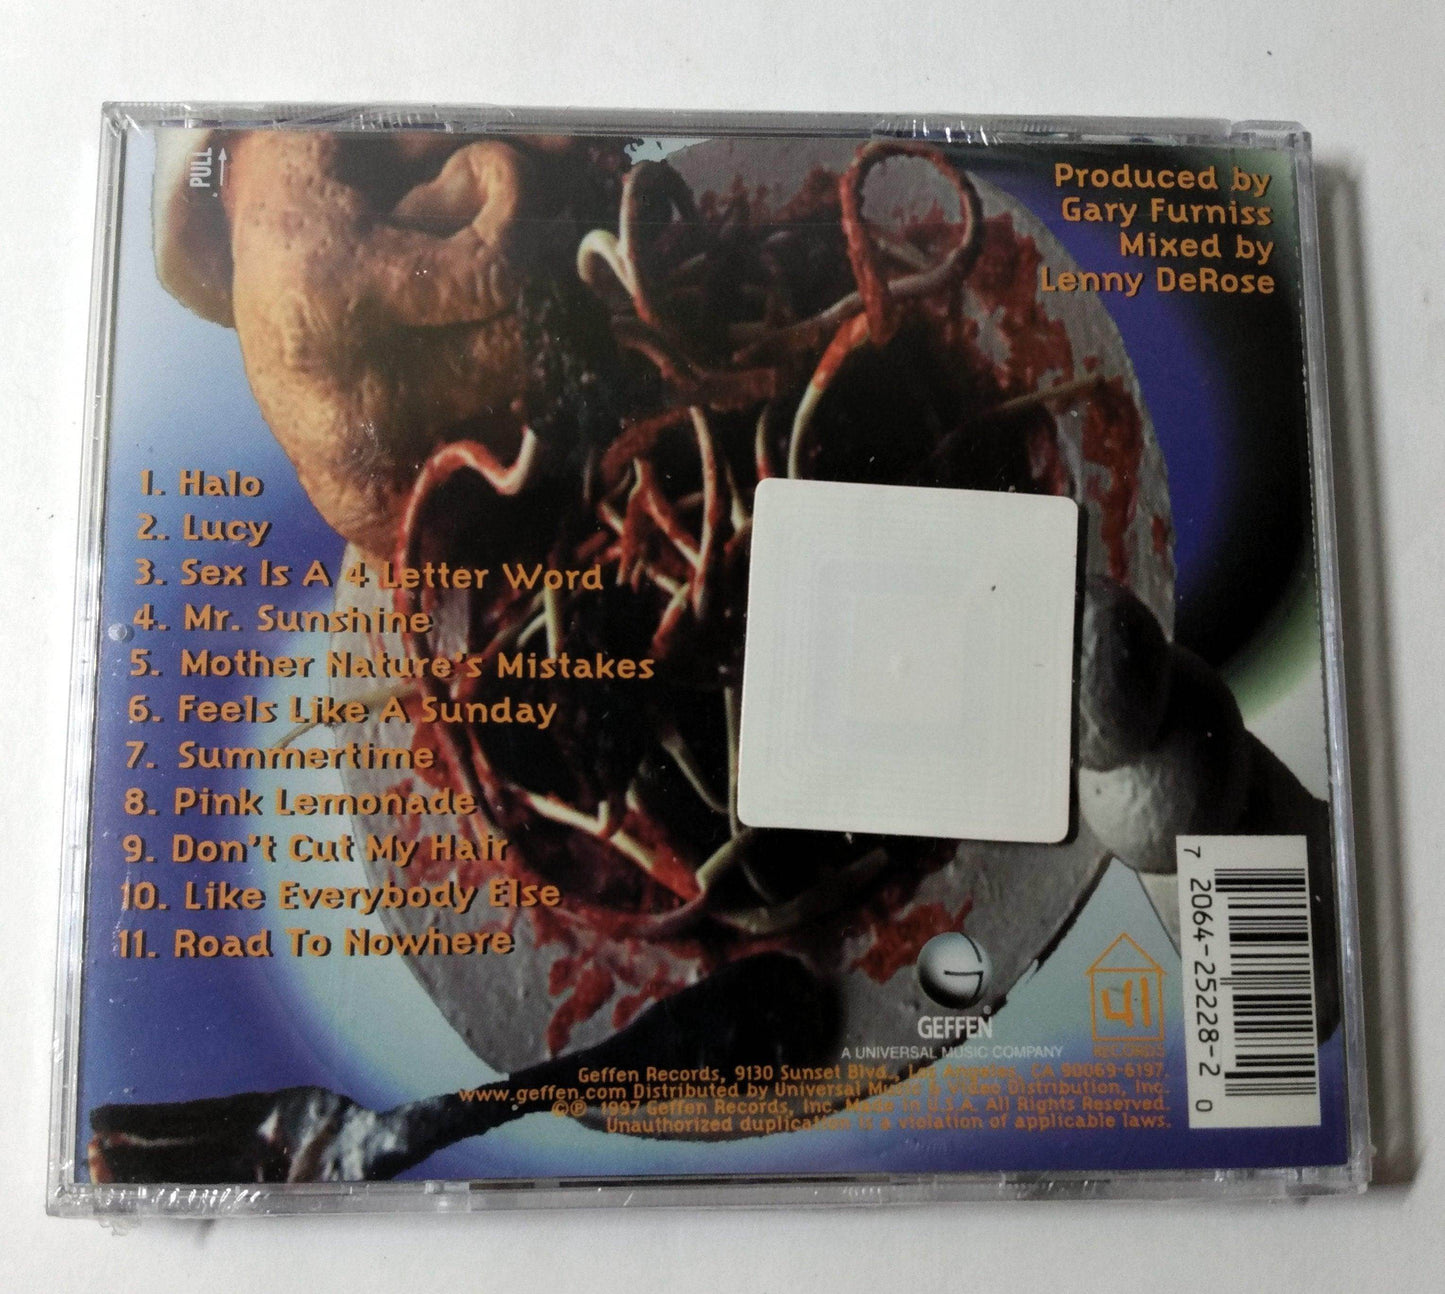 PULL
Produced by
Gary Furniss
Mixed by
Lenny DeRose
1. Halo
2. Lucy
3. Sex Is A 4 Letter Word
4. Mr. Sunshine
5. Mother Nature's Mistakes
6. Feels Like A Sunday
7. Summertime
8. Pink Lemonade
9. Don't Cut My Hair
10. Like Everybody Else
11. Road To Nowhere
G
GEFFEN
A UNIVERSAL MUSIC COMPANY
41
RECORDS
Geffen Records, 9130 Sunset Blvd., Los Angeles, CA 90069-6197.
www.geffen.com Distributed by Universal Music & Video Distribution, Inc.
©℗ 1997 Geffen Records, Inc. Made in U.S.A. All Rights Reserved.
Unauthorized duplication is a violation of applicable laws.
7 2064-25228-2 0